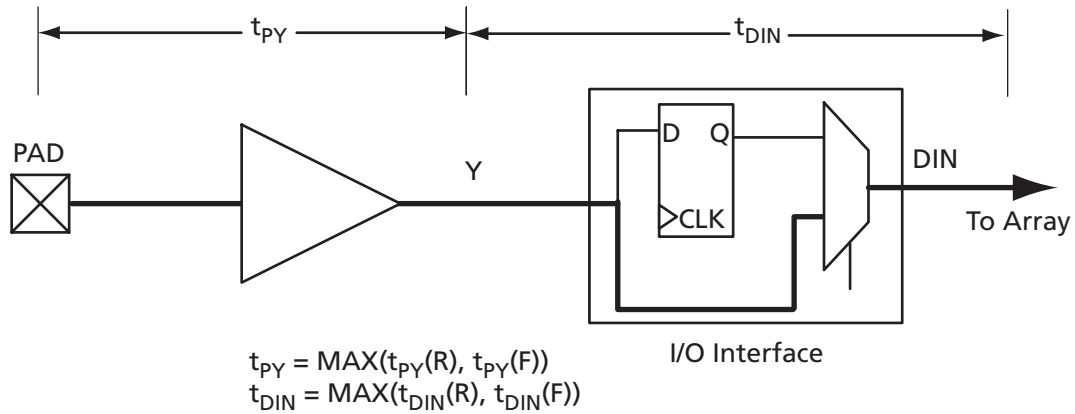 tPY
tDIN
PAD
Y
D Q
CLK
DIN
To Array
I/O Interface
tPY = MAX(tPY(R), tPY(F))
tDIN = MAX(tDIN(R), tDIN(F))